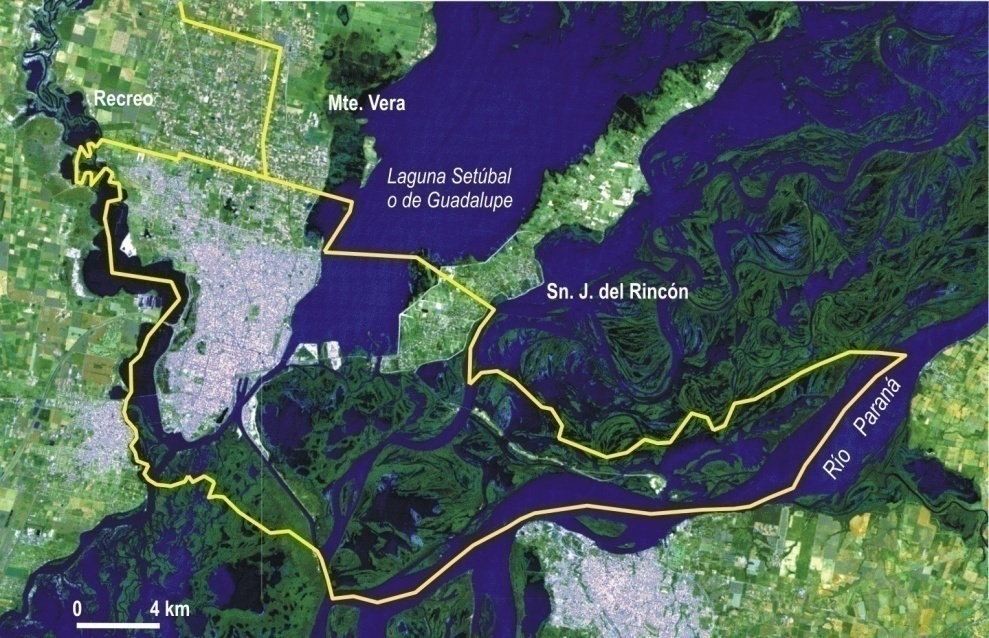 Recreo
Mte. Vera
Laguna Setúbal
o de Guadalupe
Sn. J. del Rincón
Río Paraná
0 4 km